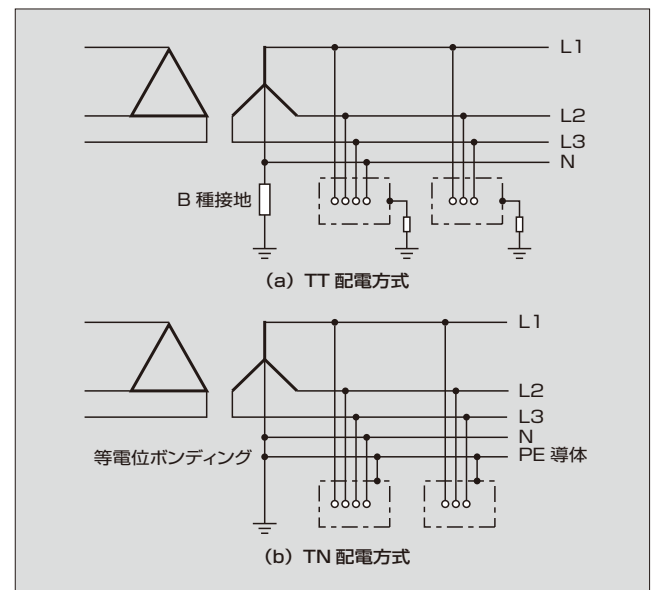 L1
L2
L3
N
B 種接地
(a) TT 配電方式
L1
L2
L3
N
等電位ボンディング
PE 導体
(b) TN 配電方式